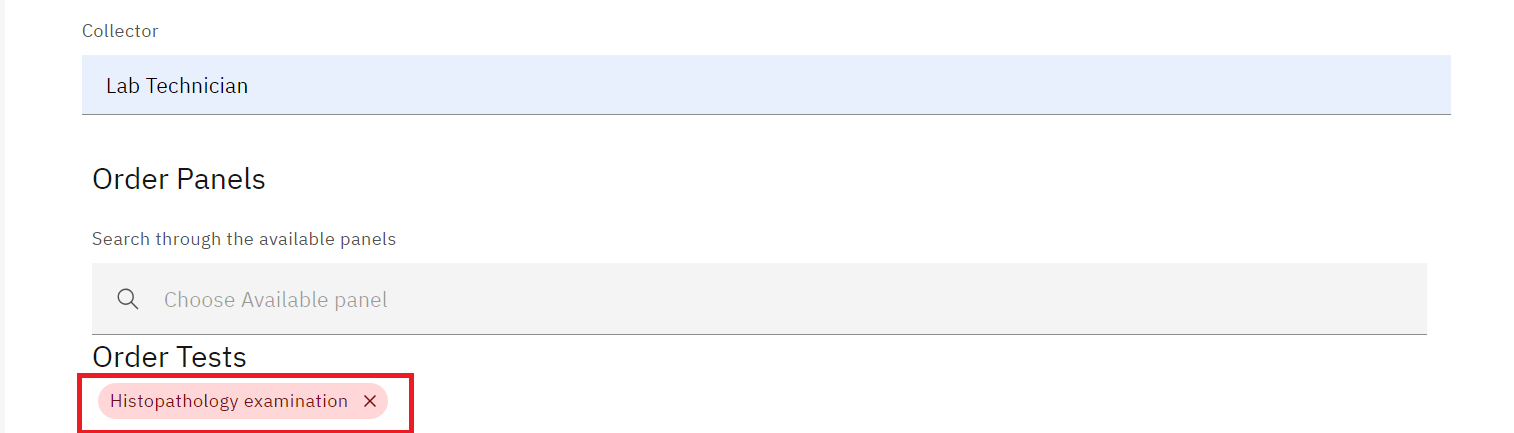 Collector
Lab Technician
Order Panels
Search through the available panels
Choose Available panel
Order Tests
Histopathology examination